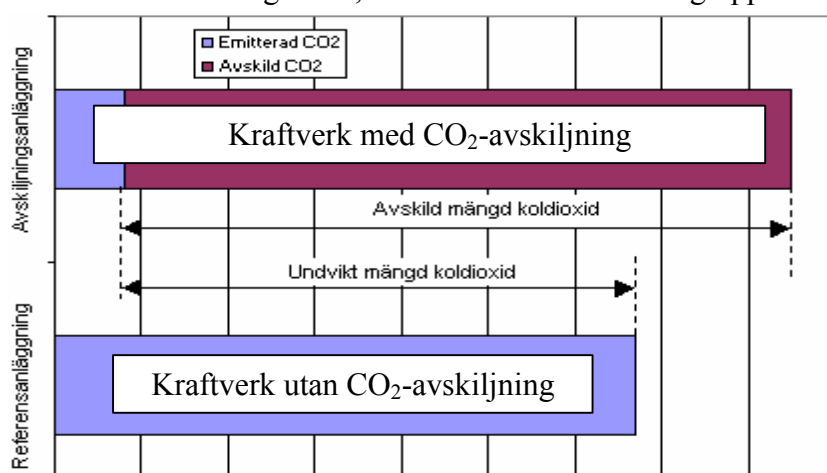 Emitterad CO2
Avskild CO2
Avskiljningsanläggning
Kraftverk med CO₂-avskiljning
Avskild mängd koldioxid
Undvikt mängd koldioxid
Referensanläggning
Kraftverk utan CO₂-avskiljning